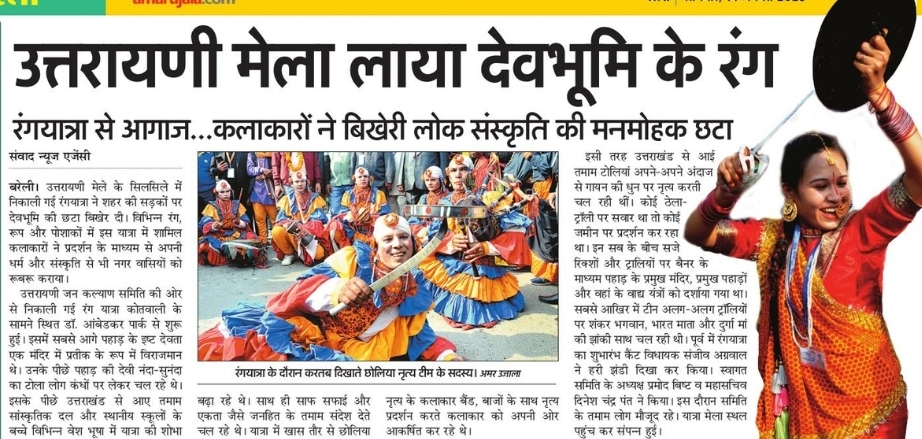 amarujala.com
उत्तरायणी मेला लाया देवभूमि के रंग
रंगयात्रा से आगाज...कलाकारों ने बिखेरी लोक संस्कृति की मनमोहक छटा
संवाद न्यूज एजेंसी
बरेली। उत्तरायणी मेले के सिलसिले में
निकाली गई रंगयात्रा ने शहर की सड़कों पर
देवभूमि की छटा बिखेर दी। विभिन्न रंग,
रूप और पोशाकों में इस यात्रा में शामिल
कलाकारों ने प्रदर्शन के माध्यम से अपनी
धर्म और संस्कृति से भी नगर वासियों को
रूबरू कराया।
उत्तरायणी जन कल्याण समिति की ओर
से निकाली गई रंग यात्रा कोतवाली के
सामने स्थित डॉ. आंबेडकर पार्क से शुरू
हुई। इसमें सबसे आगे पहाड़ के इष्ट देवता
एक मंदिर में प्रतीक के रूप में विराजमान
थे। उनके पीछे पहाड़ की देवी नंदा-सुनंदा
का टोला लोग कंधों पर लेकर चल रहे थे।
इसके पीछे उत्तराखंड से आए तमाम
सांस्कृतिक दल और स्थानीय स्कूलों के
बच्चे विभिन्न वेश भूषा में यात्रा की शोभा
रंगयात्रा के दौरान करतब दिखाते छोलिया नृत्य टीम के सदस्य। अमर उजाला
बढ़ा रहे थे। साथ ही साफ सफाई और
एकता जैसे जनहित के तमाम संदेश देते
चल रहे थे। यात्रा में खास तौर से छोलिया
नृत्य के कलाकार बैंड, बाजों के साथ नृत्य
प्रदर्शन करते कलाकार को अपनी ओर
आकर्षित कर रहे थे।
इसी तरह उत्तराखंड से आई
तमाम टोलियां अपने-अपने अंदाज
से गायन की धुन पर नृत्य करती
चल रही थीं। कोई ठेला-
ट्रॉली पर सवार था तो कोई
जमीन पर प्रदर्शन कर रहा
था। इन सब के बीच सजे
रिक्शों और ट्रालियों पर बैनर के
माध्यम पहाड़ के प्रमुख मंदिर, प्रमुख पहाड़ों
और वहां के वाद्य यंत्रों को दर्शाया गया था।
सबसे आखिर में टीन अलग-अलग ट्रॉलियों
पर शंकर भगवान, भारत माता और दुर्गा मां
की झांकी साथ चल रही थी। पूर्व में रंगयात्रा
का शुभारंभ कैंट विधायक संजीव अग्रवाल
ने हरी झंडी दिखा कर किया। स्वागत
समिति के अध्यक्ष प्रमोद बिष्ट व महासचिव
दिनेश चंद्र पंत ने किया। इस दौरान समिति
के तमाम लोग मौजूद रहे। यात्रा मेला स्थल
पहुंच कर संपन्न हुई।